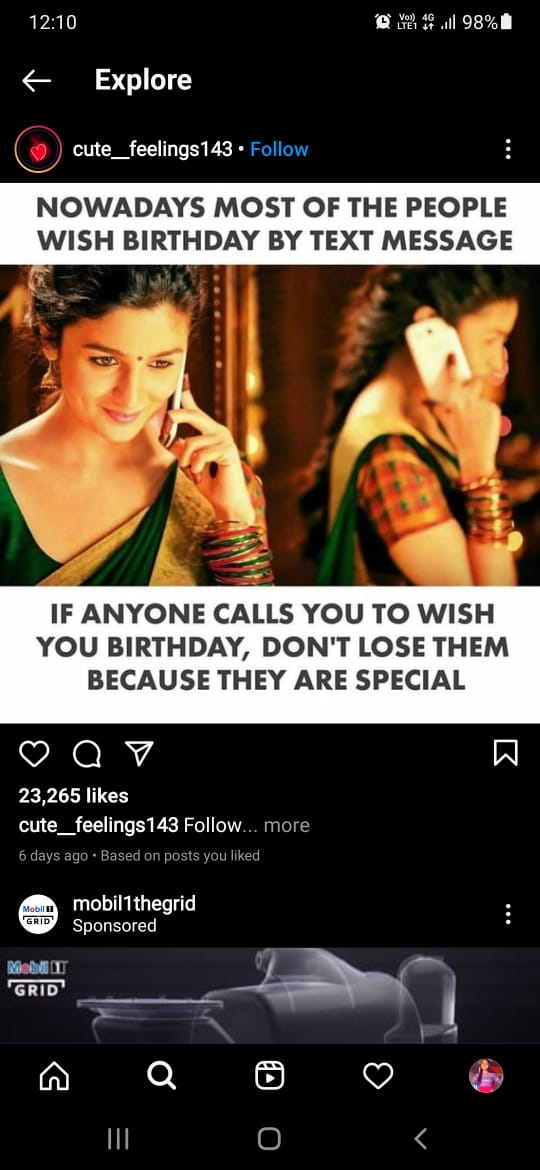 12:10
Vo)) 4G
LTE1 98%
Explore
cute__feelings143 • Follow
NOWADAYS MOST OF THE PEOPLE
WISH BIRTHDAY BY TEXT MESSAGE
IF ANYONE CALLS YOU TO WISH
YOU BIRTHDAY, DON'T LOSE THEM
BECAUSE THEY ARE SPECIAL
23,265 likes
cute__feelings143 Follow... more
6 days ago • Based on posts you liked
Mobil 1
GRID
mobil1thegrid
Sponsored
Mobil 1
GRID